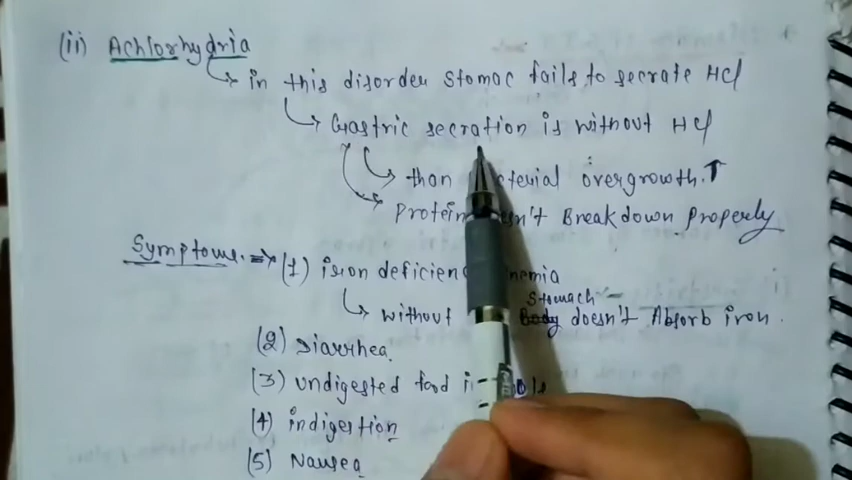 (ii) Achlorhydria
in this disorder stomac fails to secrate HCl
Gastric secration is without HCl
than overgrowth. ↑
Protein Breakdown Properly
Symptoms. ⇒ (1) iron
Stomach
without doesn't Absorb iron.
(2) Diarrhea.
(3) undigested food
(4) indigestion
(5) Nausea